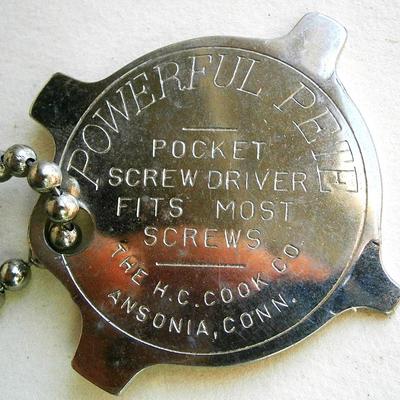 POWERFUL PETE
POCKET
SCREW DRIVER
FITS MOST
SCREWS
THE H.C. COOK CO.
ANSONIA, CONN.